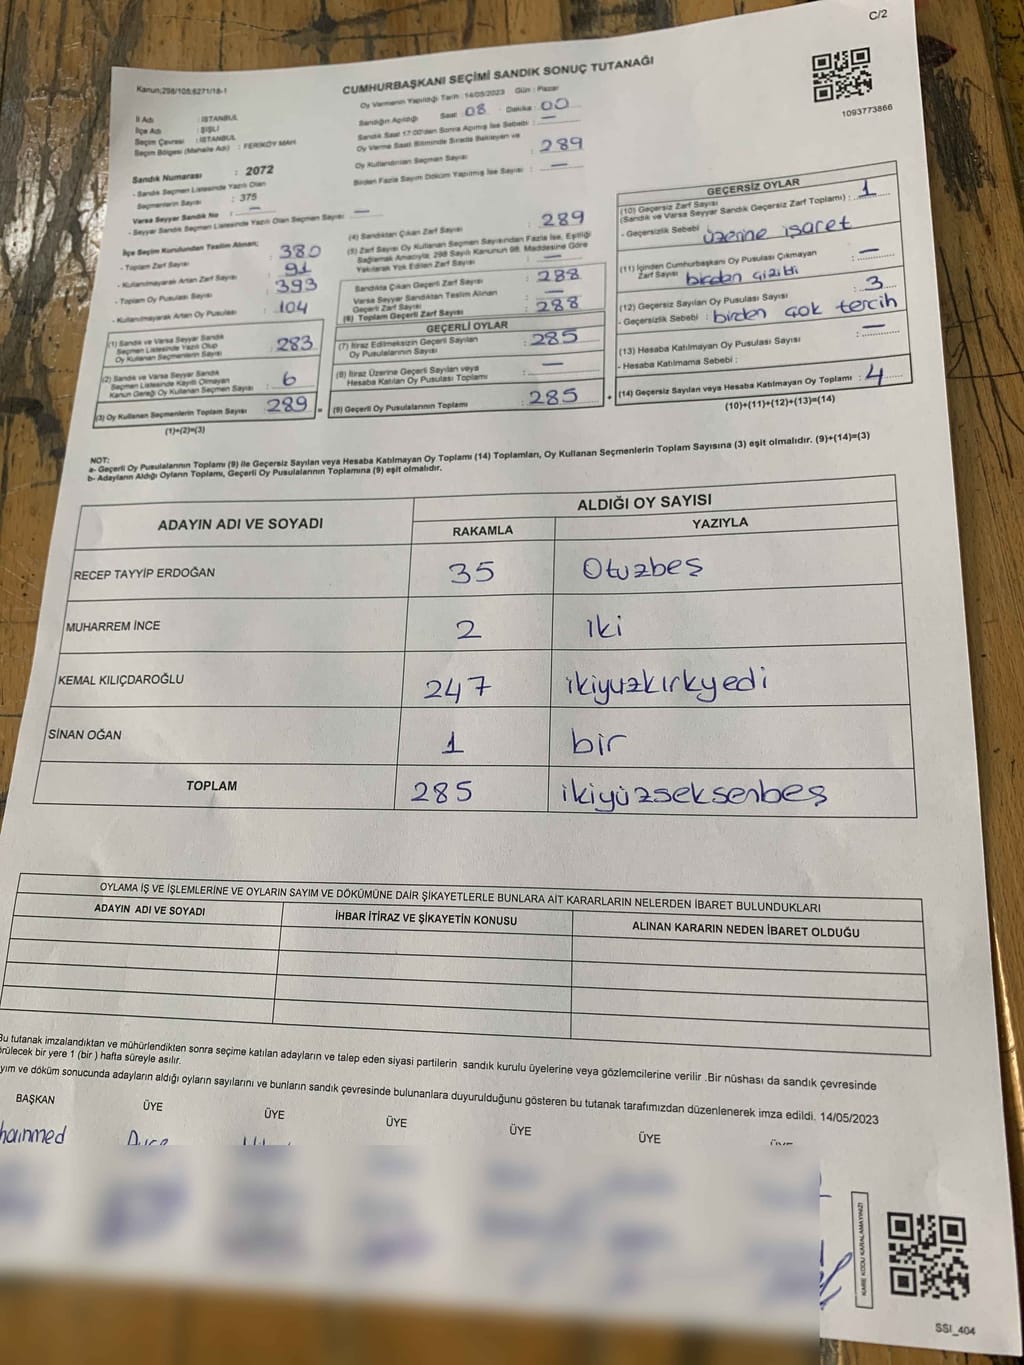 C/2
Kanun;298/108;6271/18-1
CUMHURBAŞKANI SEÇİMİ SANDIK SONUÇ TUTANAĞI
1093773866
Oy Vermenin Yapıldığı Tarih : 14/05/2023 Gün : Pazar
İl Adı : İSTANBUL
İlçe Adı : ŞİŞLİ
Seçim Çevresi : İSTANBUL
Seçim Bölgesi (Mahalle Adı) : FERİKÖY MAH
Sandığın Açıldığı Saat : 08 Dakika : 00
Sandık Saat 17:00'den Sonra Açılmış İse Sebebi : —
Oy Verme Saati Bitiminde Sırada Bekleyen ve
Oy Kullandırılan Seçmen Sayısı : 289
Birden Fazla Sayım Döküm Yapılmış İse Sayısı : —
Sandık Numarası : 2072
- Sandık Seçmen Listesinde Yazılı Olan
Seçmenlerin Sayısı : 375
Varsa Seyyar Sandık No : —
- Seyyar Sandık Seçmen Listesinde Yazılı Olan Seçmen Sayısı : —
İlçe Seçim Kurulundan Teslim Alınan;
- Toplam Zarf Sayısı : 380
- Kullanılmayarak Artan Zarf Sayısı : 91
- Toplam Oy Pusulası Sayısı : 393
- Kullanılmayarak Artan Oy Pusulası : 104
(1) Sandık ve Varsa Seyyar Sandık
Seçmen Listesinde Yazılı Olup
Oy Kullanan Seçmenlerin Sayısı : 283
(2) Sandık ve Varsa Seyyar Sandık
Seçmen Listesinde Kayıtlı Olmayan
Kanun Gereği Oy Kullanan Seçmen Sayısı : 6
(3) Oy Kullanan Seçmenlerin Toplam Sayısı : 289 =
(1)+(2)=(3)
(4) Sandıktan Çıkan Zarf Sayısı : 289
(5) Zarf Sayısı Oy Kullanan Seçmen Sayısından Fazla İse, Eşitliği
Sağlamak Amacıyla; 298 Sayılı Kanunun 98. Maddesine Göre
Yakılarak Yok Edilen Zarf Sayısı : —
Sandıkta Çıkan Geçerli Zarf Sayısı : 288
Varsa Seyyar Sandıktan Teslim Alınan
Geçerli Zarf Sayısı : —
(6) Toplam Geçerli Zarf Sayısı : 288
GEÇERLİ OYLAR
(7) İtiraz Edilmeksizin Geçerli Sayılan
Oy Pusulalarının Sayısı : 285
(8) İtiraz Üzerine Geçerli Sayılan veya
Hesaba Katılan Oy Pusulası Toplamı : —
(9) Geçerli Oy Pusulalarının Toplamı : 285 +
GEÇERSİZ OYLAR
(10) Geçersiz Zarf Sayısı
(Sandık ve Varsa Seyyar Sandık Geçersiz Zarf Toplamı) : 1
- Geçersizlik Sebebi : üzerine işaret
(11) İçinden Cumhurbaşkanı Oy Pusulası Çıkmayan
Zarf Sayısı : —
(12) Geçersiz Sayılan Oy Pusulası Sayısı : 3
- Geçersizlik Sebebi : birden çok tercih
(13) Hesaba Katılmayan Oy Pusulası Sayısı : —
- Hesaba Katılmama Sebebi :
(14) Geçersiz Sayılan veya Hesaba Katılmayan Oy Toplamı : 4
(10)+(11)+(12)+(13)=(14)
NOT:
a- Geçerli Oy Pusulalarının Toplamı (9) ile Geçersiz Sayılan veya Hesaba Katılmayan Oy Toplamı (14) Toplamları, Oy Kullanan Seçmenlerin Toplam Sayısına (3) eşit olmalıdır. (9)+(14)=(3)
b- Adayların Aldığı Oyların Toplamı, Geçerli Oy Pusulalarının Toplamına (9) eşit olmalıdır.
ADAYIN ADI VE SOYADI
ALDIĞI OY SAYISI
RAKAMLA YAZIYLA
RECEP TAYYİP ERDOĞAN 35 Otuzbeş
MUHARREM İNCE 2 iki
KEMAL KILIÇDAROĞLU 247 ikiyuzkırkyedi
SİNAN OĞAN 1 bir
TOPLAM 285 ikiyüzseksenbeş
OYLAMA İŞ VE İŞLEMLERİNE VE OYLARIN SAYIM VE DÖKÜMÜNE DAİR ŞİKAYETLERLE BUNLARA AİT KARARLARIN NELERDEN İBARET BULUNDUKLARI
ADAYIN ADI VE SOYADI İHBAR İTİRAZ VE ŞİKAYETİN KONUSU ALINAN KARARIN NEDEN İBARET OLDUĞU
Bu tutanak imzalandıktan ve mühürlendikten sonra seçime katılan adayların ve talep eden siyasi partilerin sandık kurulu üyelerine veya gözlemcilerine verilir .Bir nüshası da sandık çevresinde
örülecek bir yere 1 (bir ) hafta süreyle asılır.
yım ve döküm sonucunda adayların aldığı oyların sayılarını ve bunların sandık çevresinde bulunanlara duyurulduğunu gösteren bu tutanak tarafımızdan düzenlenerek imza edildi. 14/05/2023
BAŞKAN ÜYE ÜYE ÜYE ÜYE ÜYE
KARE KODU KARALAMAYINIZ!
SSI_404